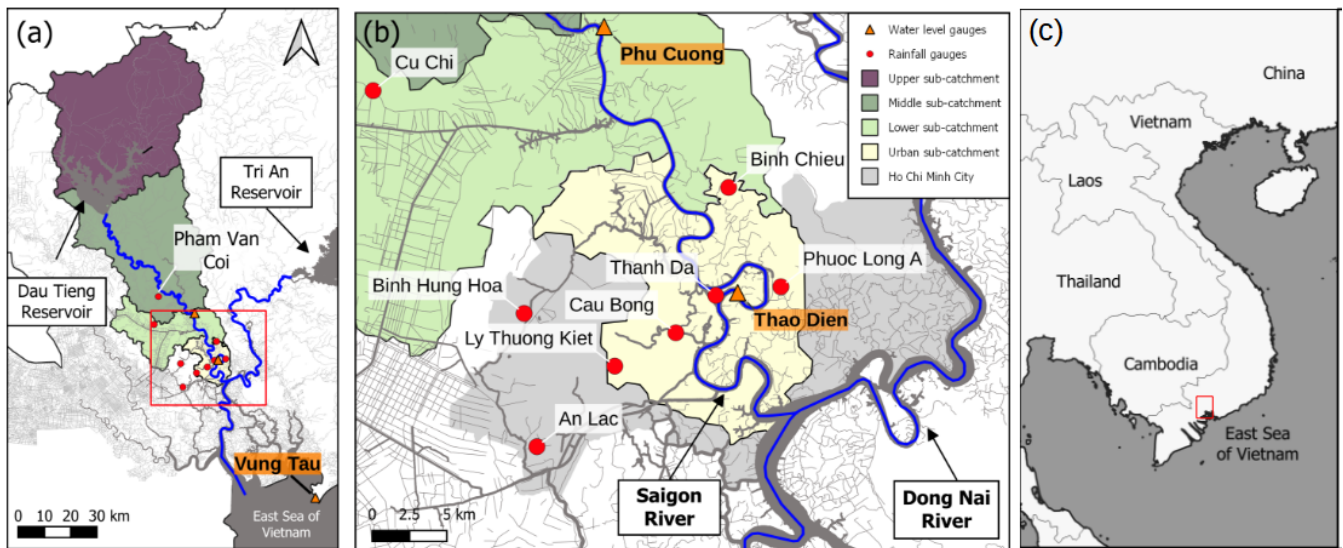 (a)
Tri An
Reservoir
Pham Van
Coi
Dau Tieng
Reservoir
Vung Tau
0 10 20 30 km
East Sea of
Vietnam
(b)
Phu Cuong
Cu Chi
Binh Chieu
Thanh Da
Phuoc Long A
Binh Hung Hoa
Cau Bong
Thao Dien
Ly Thuong Kiet
An Lac
Saigon
River
Dong Nai
River
0 2.5 5 km
Water level gauges
Rainfall gauges
Upper sub-catchment
Middle sub-catchment
Lower sub-catchment
Urban sub-catchment
Ho Chi Minh City
(c)
China
Vietnam
Laos
Thailand
Cambodia
East Sea
of Vietnam